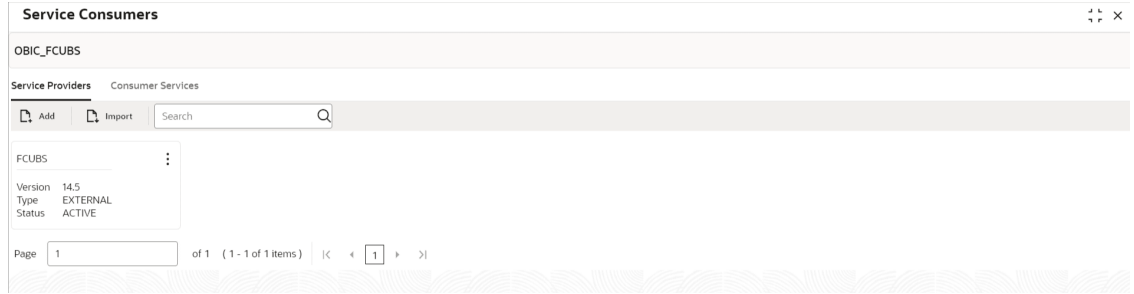 Service Consumers
OBIC_FCUBS
Service Providers Consumer Services
Add Import Search
FCUBS
Version 14.5
Type EXTERNAL
Status ACTIVE
Page 1 of 1 ( 1 - 1 of 1 items ) 1